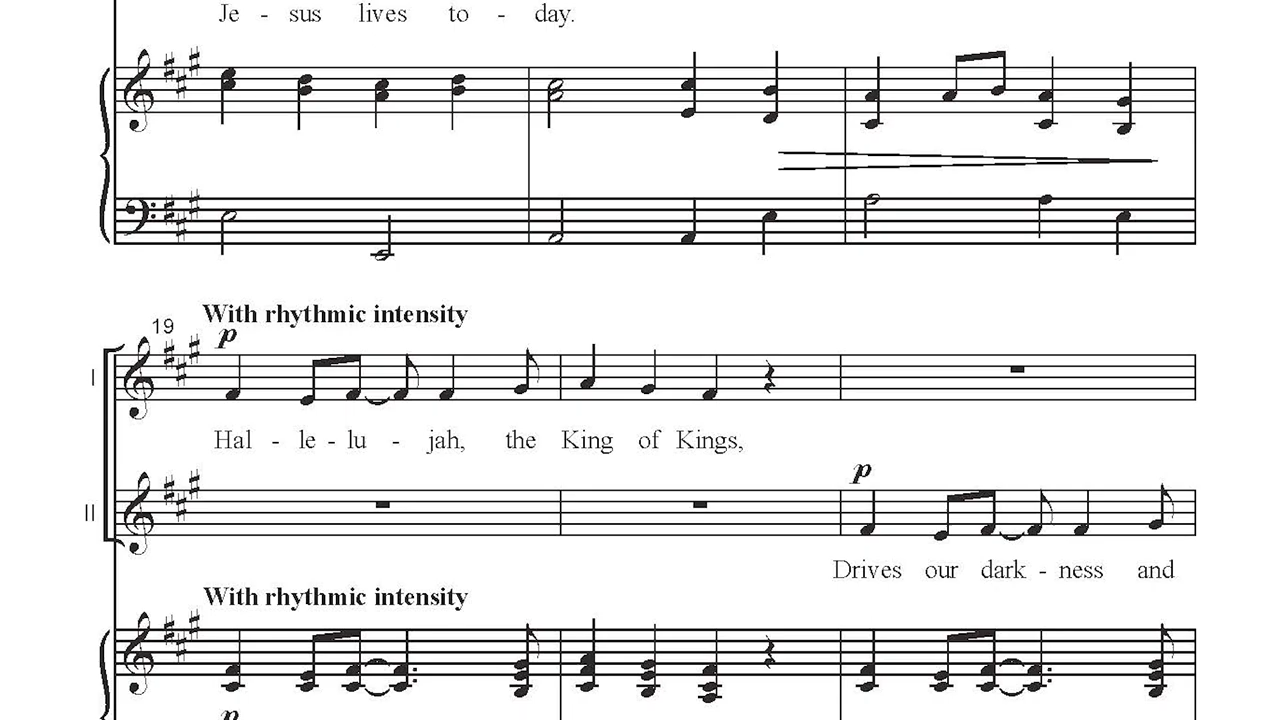 Je - sus lives to - day.
With rhythmic intensity
19
p
I
Hal - le - lu - jah, the King of Kings,
p
II
Drives our dark - ness and
With rhythmic intensity
p